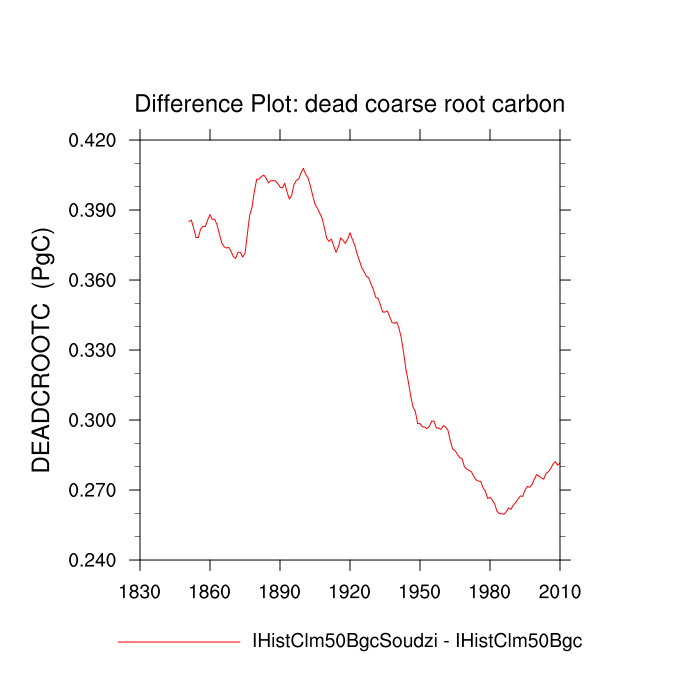 Difference Plot: dead coarse root carbon
DEADCROOTC (PgC)
0.420
0.390
0.360
0.330
0.300
0.270
0.240
1830 1860 1890 1920 1950 1980 2010
IHistClm50BgcSoudzi - IHistClm50Bgc